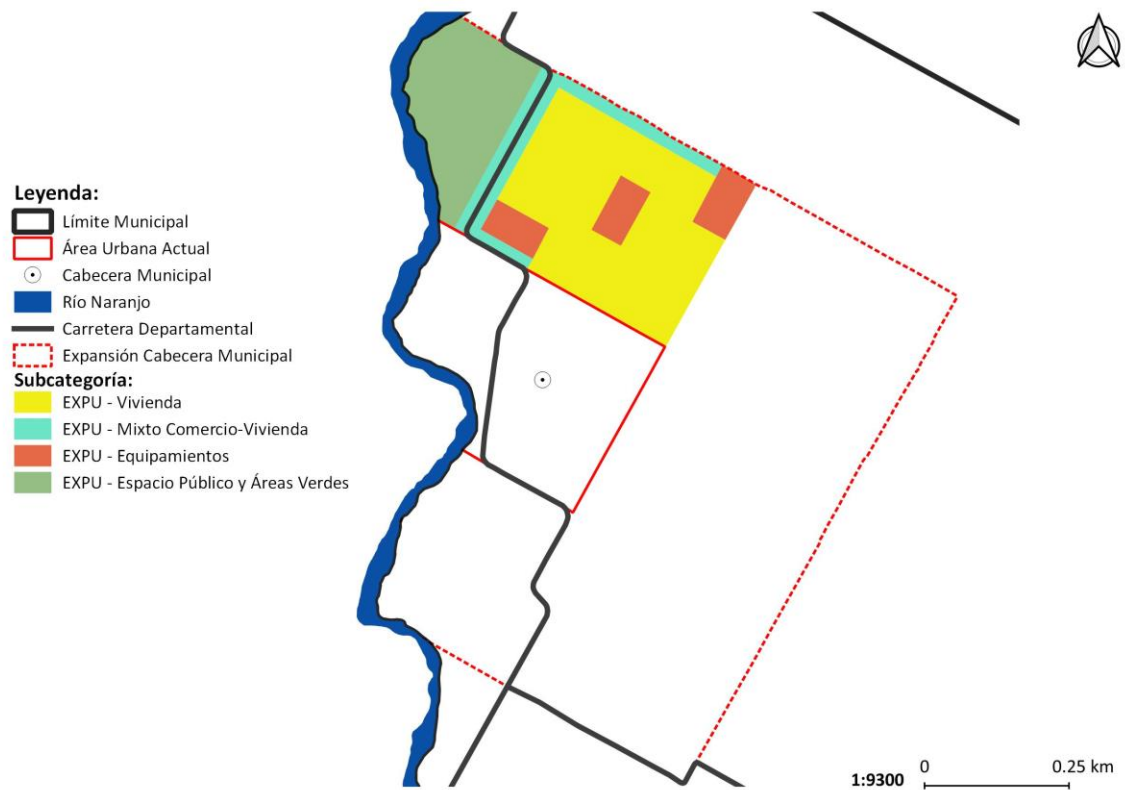 Leyenda:
Límite Municipal
Área Urbana Actual
Cabecera Municipal
Río Naranjo
Carretera Departamental
Expansión Cabecera Municipal
Subcategoría:
EXPU - Vivienda
EXPU - Mixto Comercio-Vivienda
EXPU - Equipamientos
EXPU - Espacio Público y Áreas Verdes
1:9300
0 0.25 km